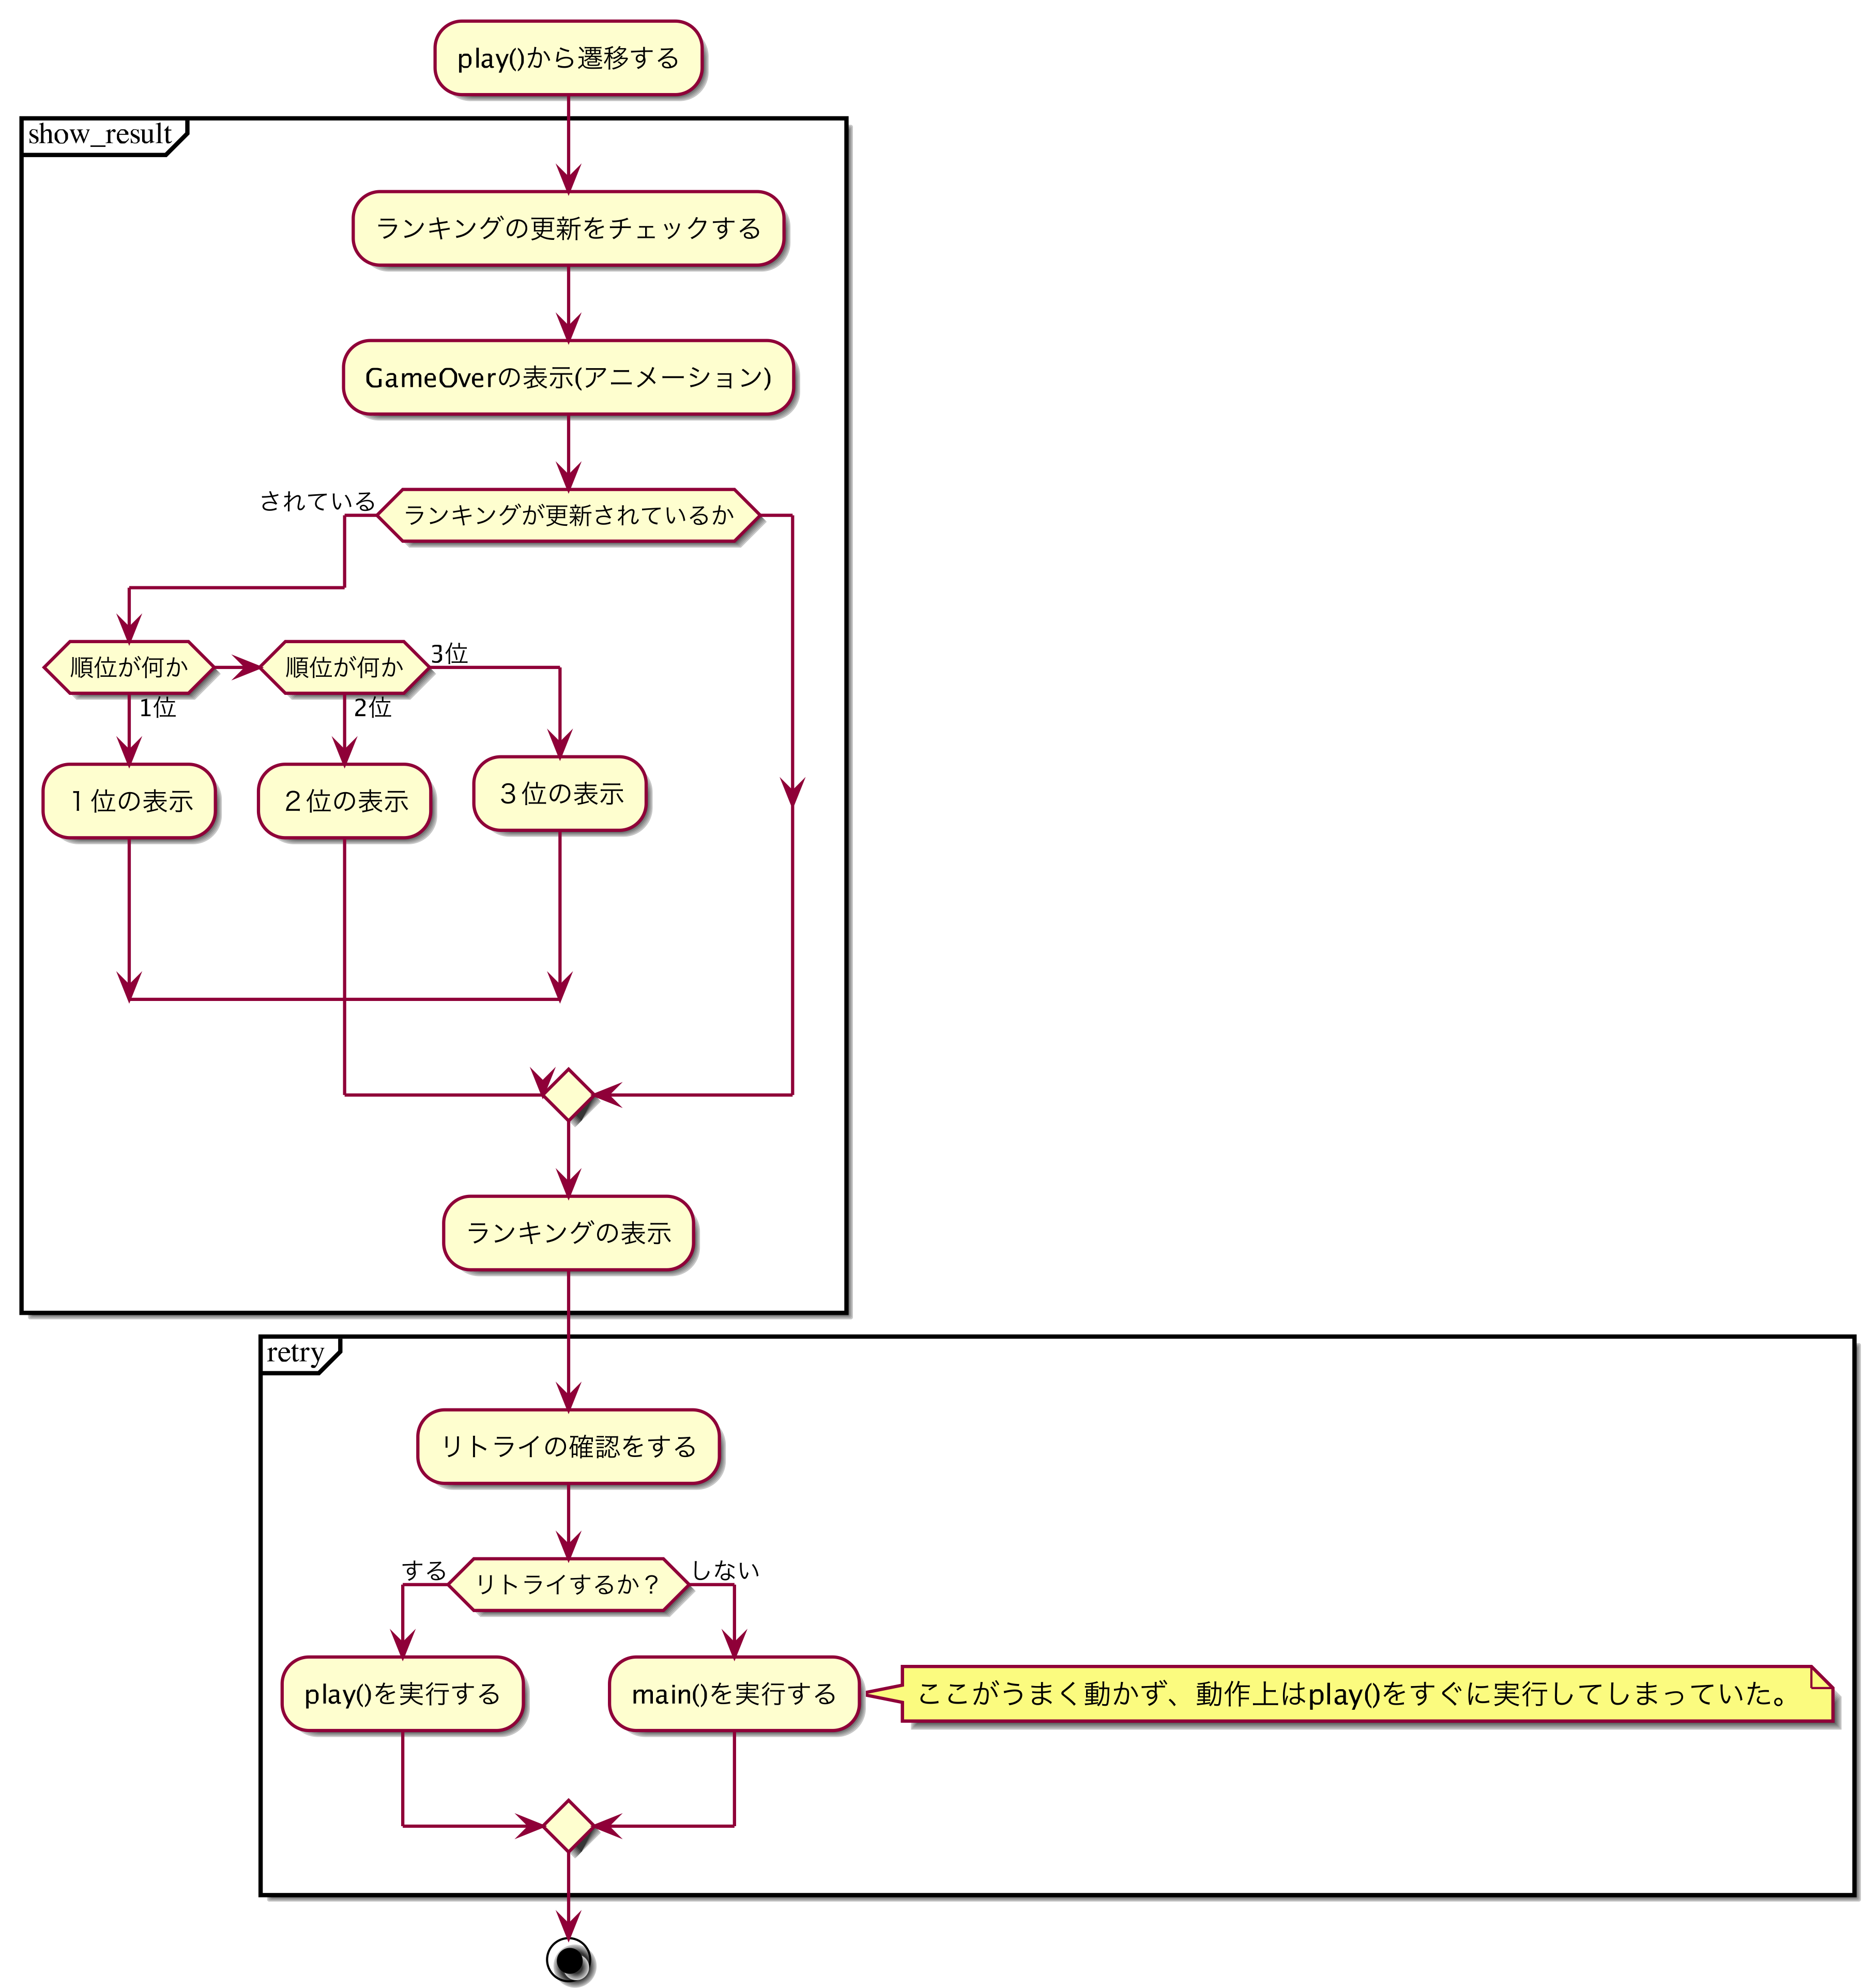 play()から遷移する
show_result
ランキングの更新をチェックする
GameOverの表示(アニメーション)
されている
ランキングが更新されているか
順位が何か
順位が何か
3位
1位
2位
１位の表示
２位の表示
３位の表示
ランキングの表示
retry
リトライの確認をする
する
リトライするか？
しない
play()を実行する
main()を実行する
ここがうまく動かず、動作上はplay()をすぐに実行してしまっていた。